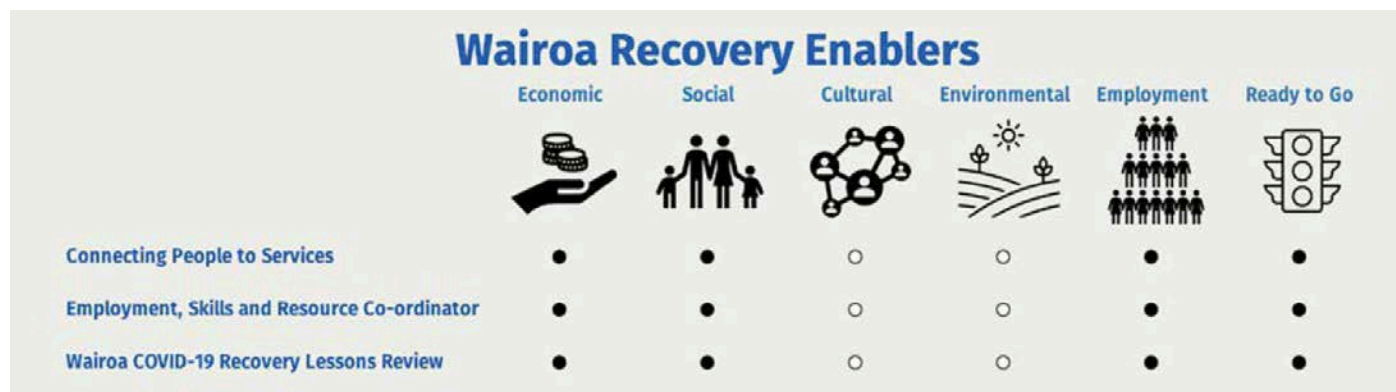 Wairoa Recovery Enablers
Economic Social Cultural Environmental Employment Ready to Go
Connecting People to Services
Employment, Skills and Resource Co-ordinator
Wairoa COVID-19 Recovery Lessons Review